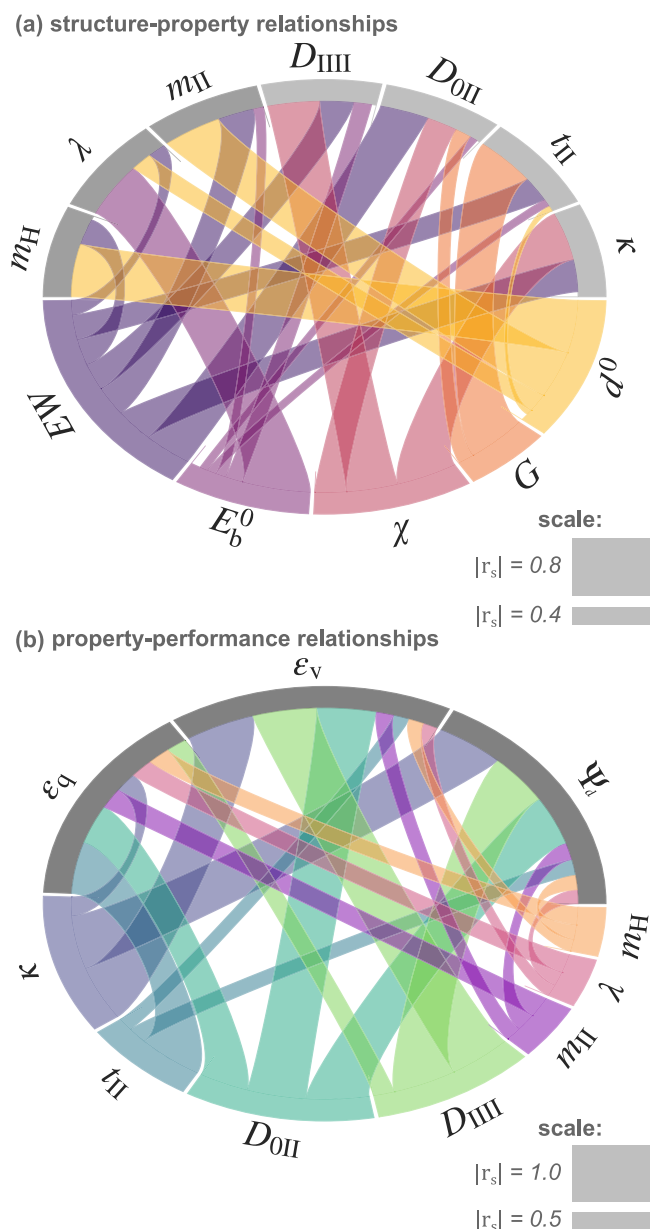 (a) structure-property relationships
m_H
λ
m_II
D_IIII
D_0II
t_II
κ
ρ^0
G
χ
E_b^0
EW
scale:
|r_s| = 0.8
|r_s| = 0.4
(b) property-performance relationships
ε_q
ε_v
Ψ_d
m_H
λ
m_II
D_IIII
D_0II
t_II
κ
scale:
|r_s| = 1.0
|r_s| = 0.5